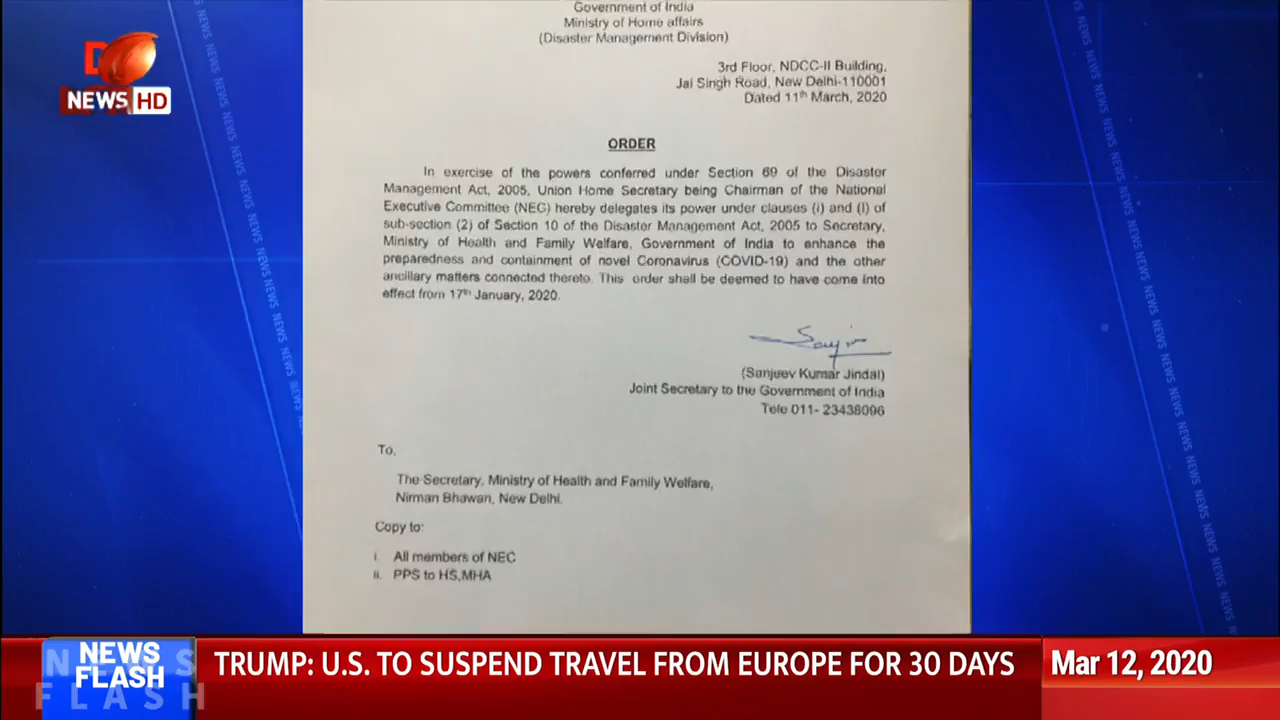 Government of India
Ministry of Home affairs
(Disaster Management Division)
3rd Floor, NDCC-II Building,
Jai Singh Road, New Delhi-110001
Dated 11th March, 2020
ORDER
In exercise of the powers conferred under Section 69 of the Disaster
Management Act, 2005, Union Home Secretary being Chairman of the National
Executive Committee (NEC) hereby delegates its power under clauses (i) and (l) of
sub-section (2) of Section 10 of the Disaster Management Act, 2005 to Secretary,
Ministry of Health and Family Welfare, Government of India to enhance the
preparedness and containment of novel Coronavirus (COVID-19) and the other
ancillary matters connected thereto. This order shall be deemed to have come into
effect from 17th January, 2020.
(Sanjeev Kumar Jindal)
Joint Secretary to the Government of India
Tele 011- 23438096
To,
The Secretary, Ministry of Health and Family Welfare,
Nirman Bhawan, New Delhi.
Copy to:
i. All members of NEC
ii. PPS to HS,MHA
D
NEWS HD
NEWS
FLASH
TRUMP: U.S. TO SUSPEND TRAVEL FROM EUROPE FOR 30 DAYS
Mar 12, 2020